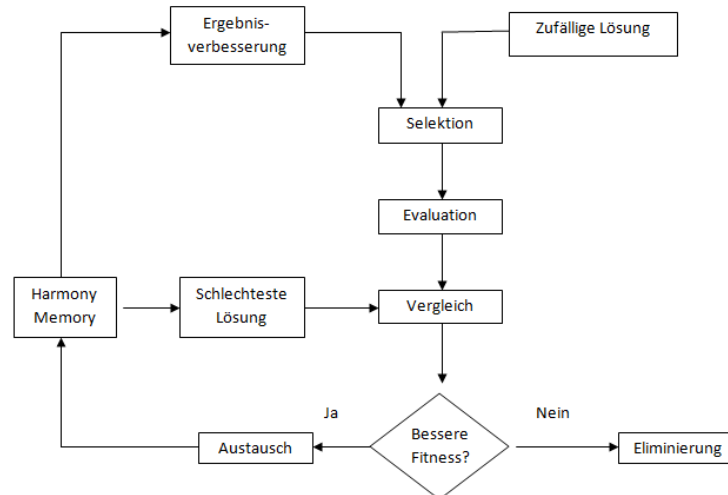 Ergebnis-
verbesserung
Zufällige Lösung
Selektion
Evaluation
Harmony
Memory
Schlechteste
Lösung
Vergleich
Ja
Nein
Austausch
Bessere
Fitness?
Eliminierung